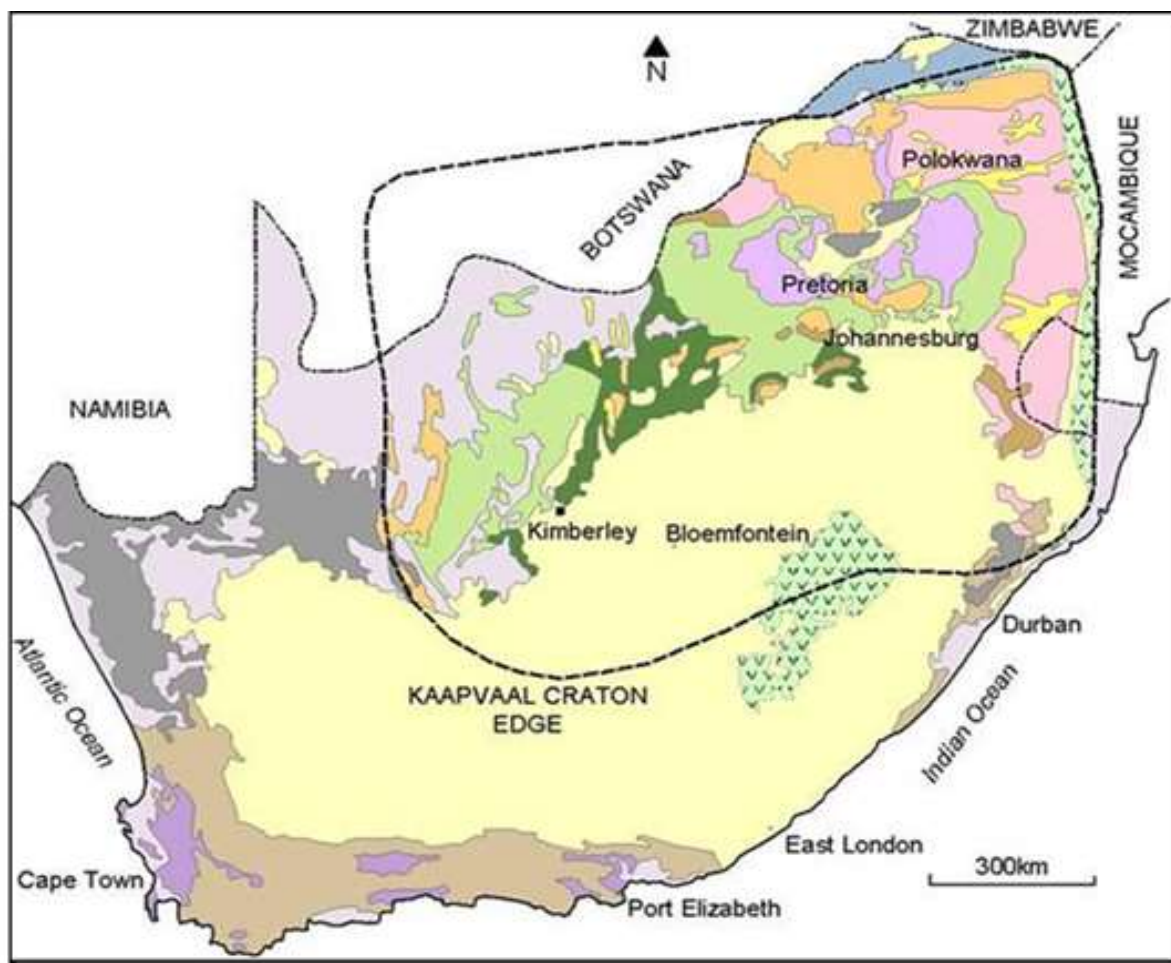 ZIMBABWE
N
MOCAMBIQUE
Polokwana
BOTSWANA
Pretoria
Johannesburg
NAMIBIA
Kimberley
Bloemfontein
Durban
Atlantic Ocean
KAAPVAAL CRATON
EDGE
Indian Ocean
East London
300km
Cape Town
Port Elizabeth